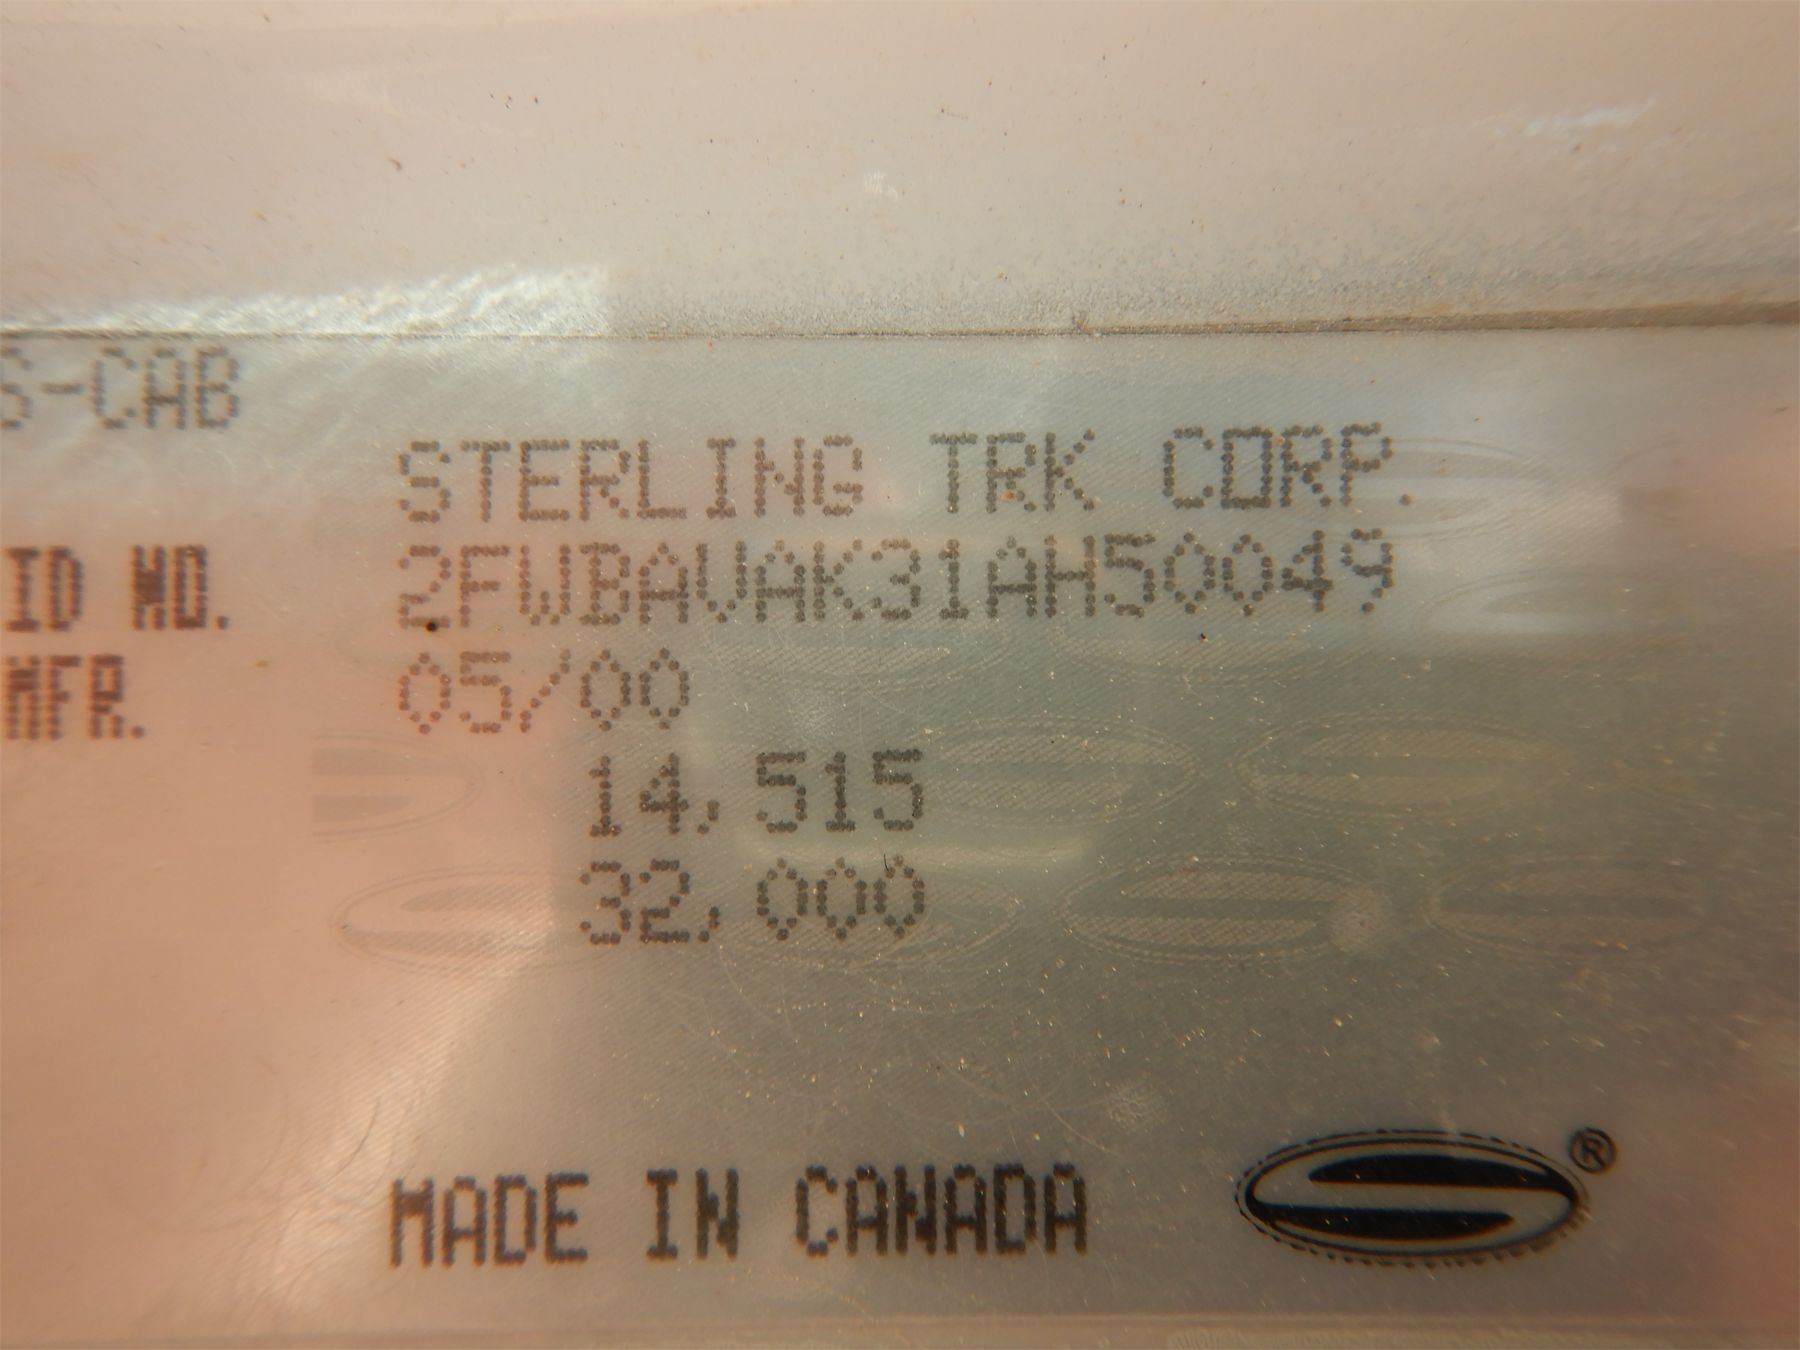 S-CAB
STERLING TRK CORP.
ID NO. 2FWBAVAK31AH50049
MFR. 05/00
14,515
32,000
MADE IN CANADA ®